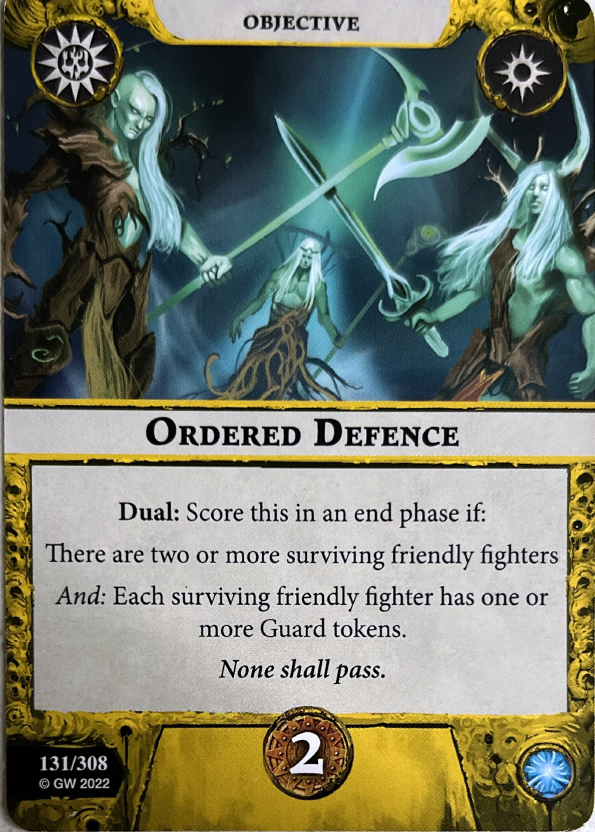 OBJECTIVE
ORDERED DEFENCE
Dual: Score this in an end phase if:
There are two or more surviving friendly fighters
And: Each surviving friendly fighter has one or
more Guard tokens.
None shall pass.
2
131/308
© GW 2022